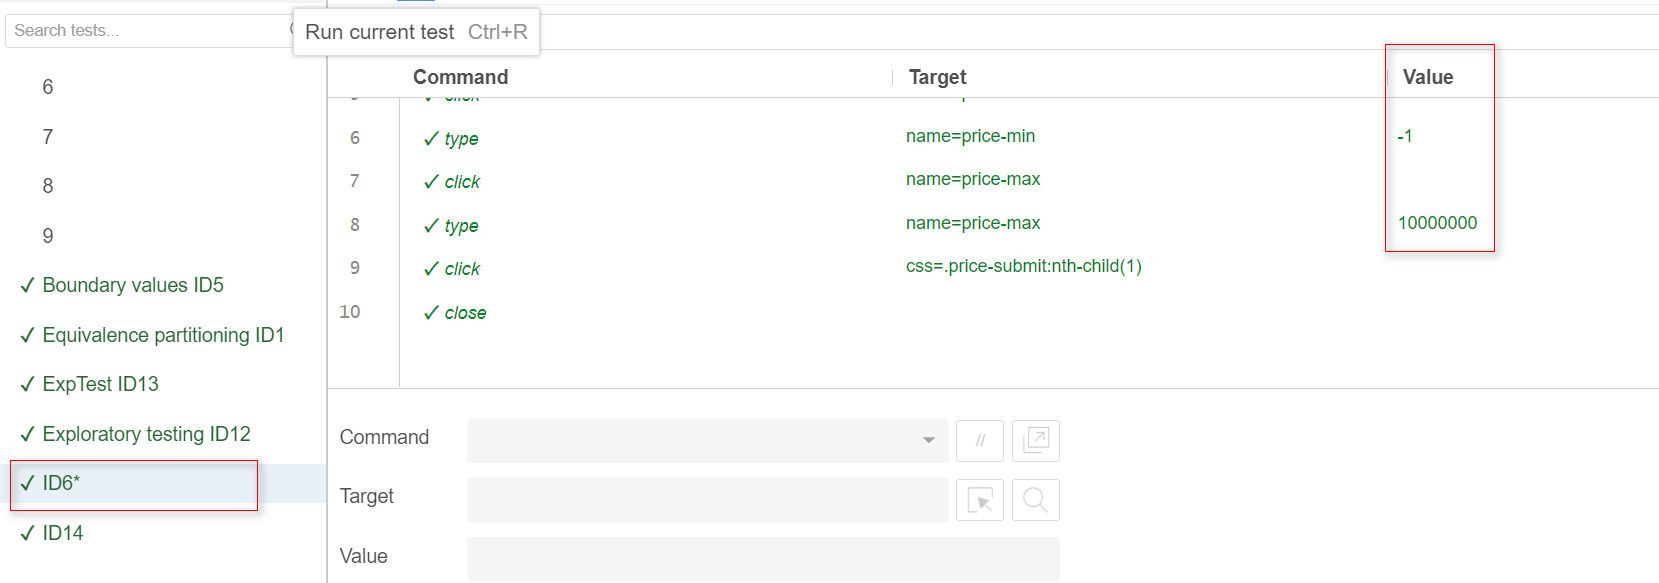 Search tests...
Run current test Ctrl+R
6
7
8
9
✓ Boundary values ID5
✓ Equivalence partitioning ID1
✓ ExpTest ID13
✓ Exploratory testing ID12
✓ ID6*
✓ ID14
Command Target Value
✓ click
6 ✓ type name=price-min -1
7 ✓ click name=price-max
8 ✓ type name=price-max 10000000
9 ✓ click css=.price-submit:nth-child(1)
10 ✓ close
Command //
Target
Value